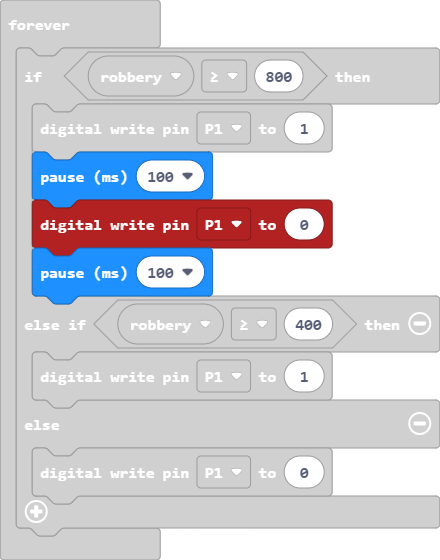 forever
if robbery ≥ 800 then
digital write pin P1 to 1
pause (ms) 100
digital write pin P1 to 0
pause (ms) 100
else if robbery ≥ 400 then
digital write pin P1 to 1
else
digital write pin P1 to 0